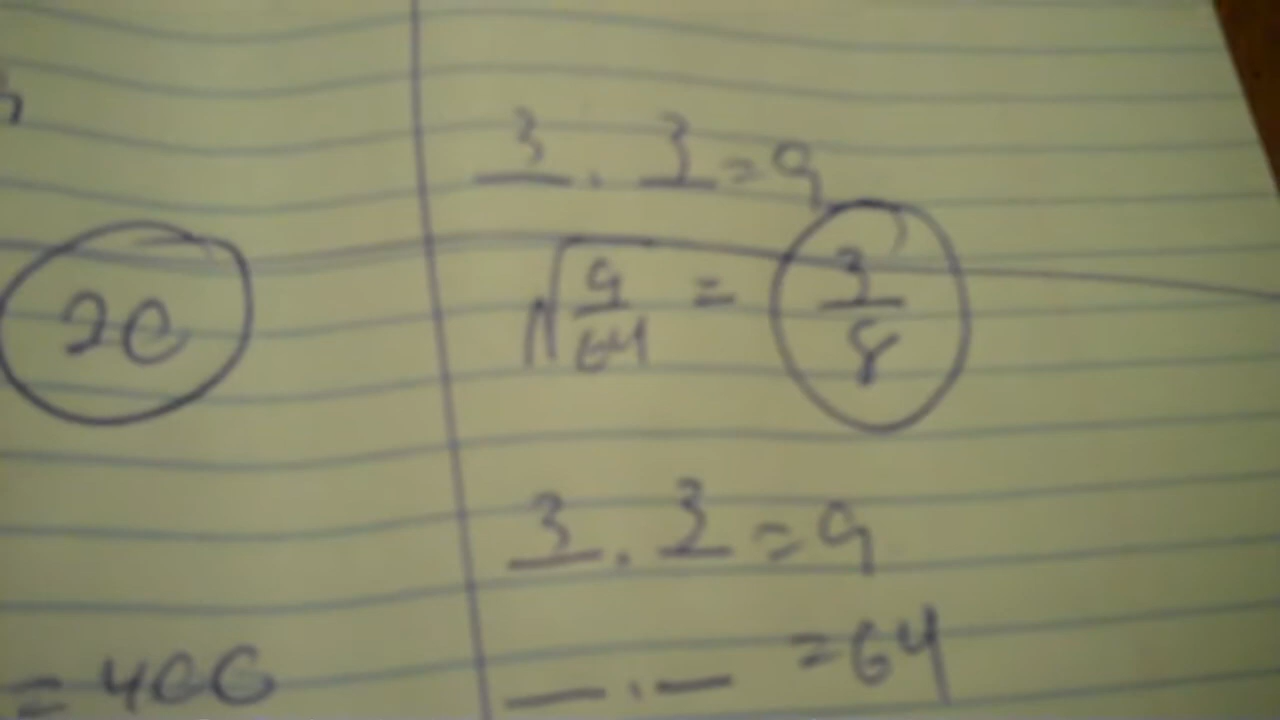 3 . 3 = 9
√9/64 = 3/8
20
3 . 3 = 9
_ . _ = 64
= 400